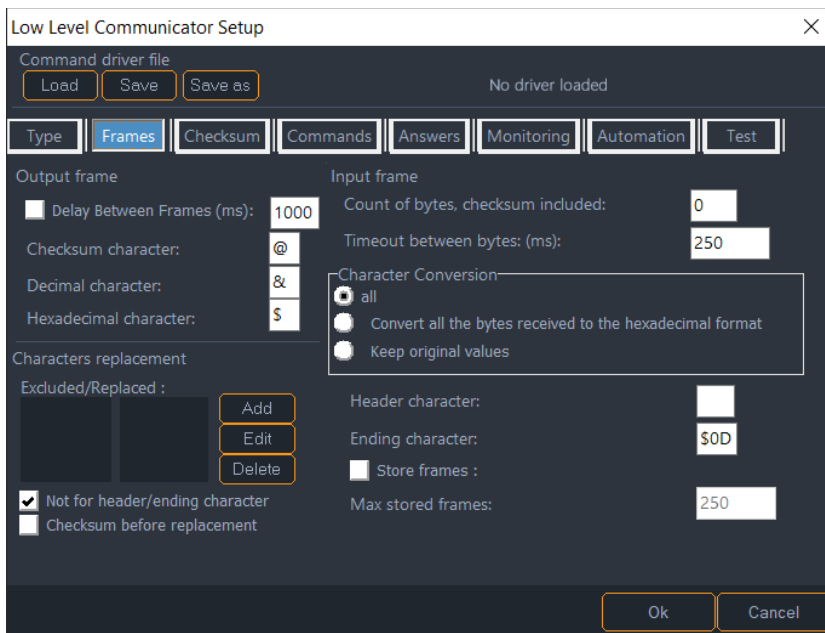 Low Level Communicator Setup
Command driver file
Load Save Save as No driver loaded
Type Frames Checksum Commands Answers Monitoring Automation Test
Output frame
Delay Between Frames (ms): 1000
Checksum character: @
Decimal character: &
Hexadecimal character: $
Characters replacement
Excluded/Replaced :
Add
Edit
Delete
Not for header/ending character
Checksum before replacement
Input frame
Count of bytes, checksum included: 0
Timeout between bytes: (ms): 250
Character Conversion
all
Convert all the bytes received to the hexadecimal format
Keep original values
Header character:
Ending character: $0D
Store frames :
Max stored frames: 250
Ok Cancel